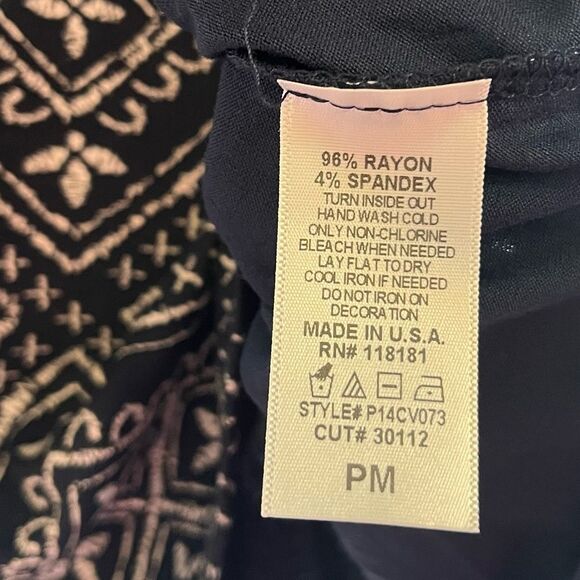 96% RAYON
4% SPANDEX
TURN INSIDE OUT
HAND WASH COLD
ONLY NON-CHLORINE
BLEACH WHEN NEEDED
LAY FLAT TO DRY
COOL IRON IF NEEDED
DO NOT IRON ON
DECORATION
MADE IN U.S.A.
RN# 118181
STYLE# P14CV073
CUT# 30112
PM